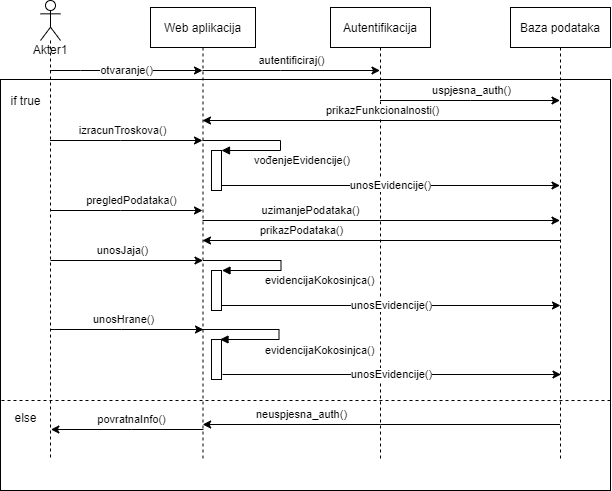 Web aplikacija
Autentifikacija
Baza podataka
Akter1
otvaranje()
autentificiraj()
if true
uspjesna_auth()
prikazFunkcionalnosti()
izracunTroskova()
vođenjeEvidencije()
unosEvidencije()
pregledPodataka()
uzimanjePodataka()
prikazPodataka()
unosJaja()
evidencijaKokosinjca()
unosEvidencije()
unosHrane()
evidencijaKokosinjca()
unosEvidencije()
else
neuspjesna_auth()
povratnaInfo()